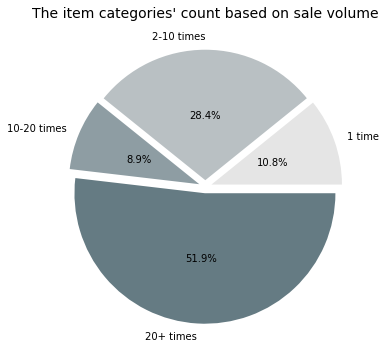 The item categories' count based on sale volume
2-10 times
28.4%
10-20 times
1 time
8.9%
10.8%
51.9%
20+ times